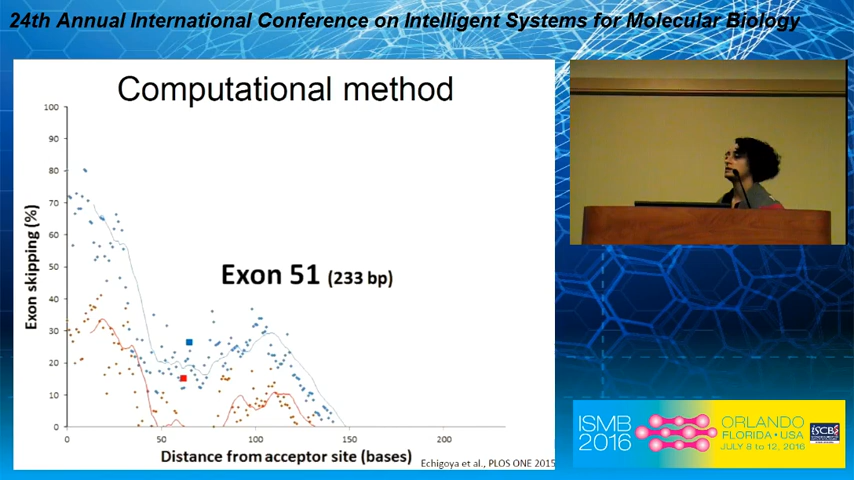 24th Annual International Conference on Intelligent Systems for Molecular Biology
Computational method
100
90
80
70
60
50
40
30
20
10
0
Exon skipping (%)
Exon 51 (233 bp)
0 50 100 150 200
Distance from acceptor site (bases)
Echigoya et al., PLOS ONE 2015
ISMB
2016
ORLANDO
FLORIDA • USA
JULY 8 to 12, 2016
ISCB